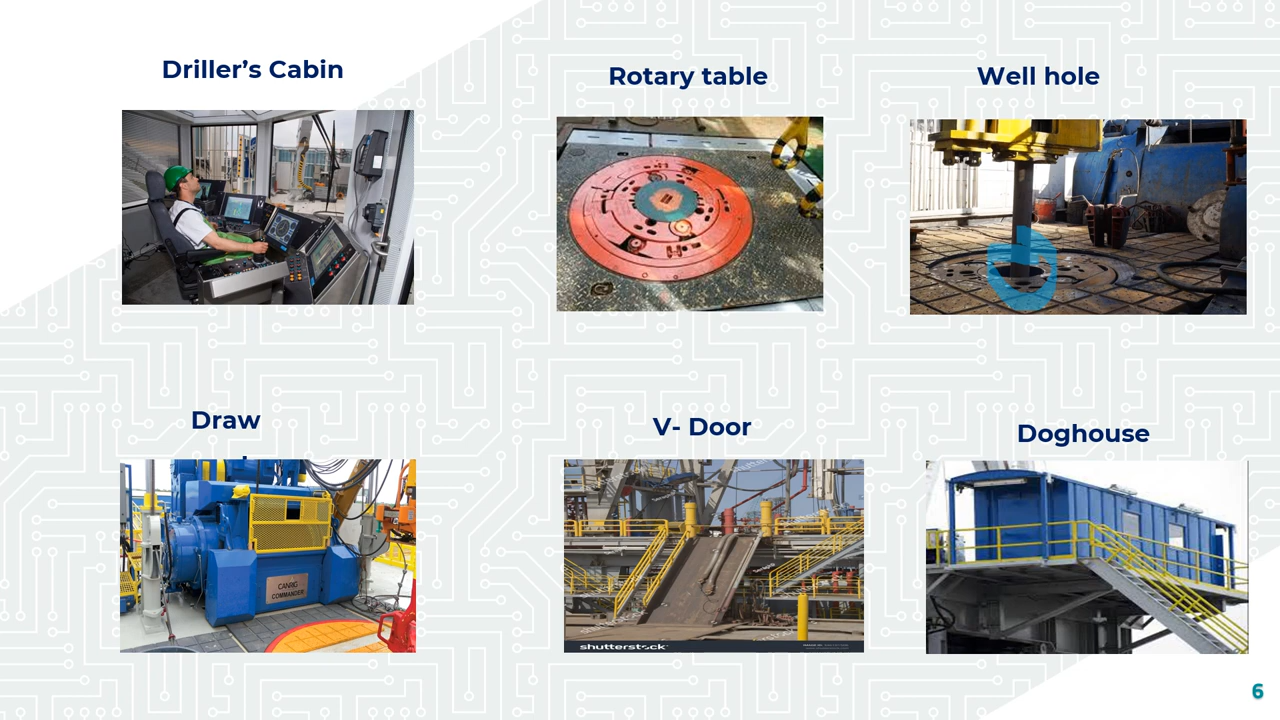 Driller's Cabin
Rotary table
Well hole
Draw
V- Door
Doghouse
CANRIG
COMMANDER
shutterstock
6